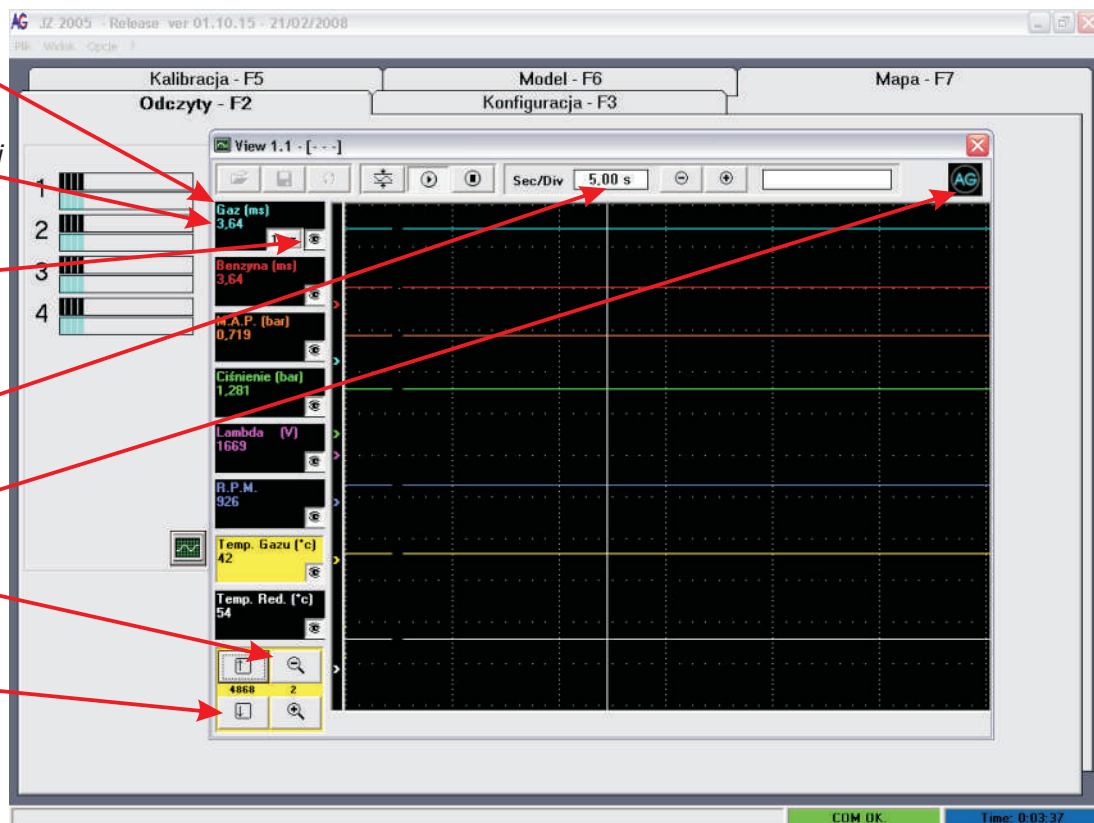 AG JZ 2005 - Release ver 01.10.15 - 21/02/2008
Plik Widok Opcje ?
Kalibracja - F5 Model - F6 Mapa - F7
Odczyty - F2 Konfiguracja - F3
View 1.1 - [- - -]
Sec/Div 5,00 s AG
1
2
3
4
Gaz (ms)
3,64
Benzyna (ms)
3,64
M.A.P. (bar)
0,719
Ciśnienie (bar)
1,281
Lambda (V)
1669
R.P.M.
926
Temp. Gazu (°c)
42
Temp. Red. (°c)
54
4868 2
COM OK. Time: 0:03:37